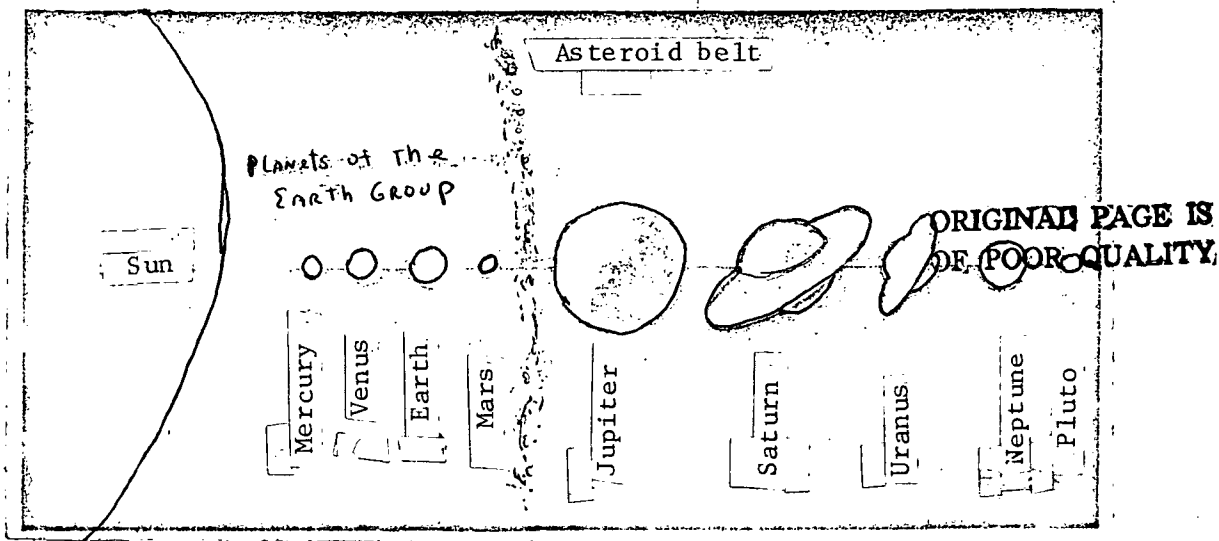 Asteroid belt
PLANets of The
EARTh GROUP
ORIGINAL PAGE IS
OF POOR QUALITY
Sun
Mercury
Venus
Earth
Mars
Jupiter
Saturn
Uranus
Neptune
Pluto